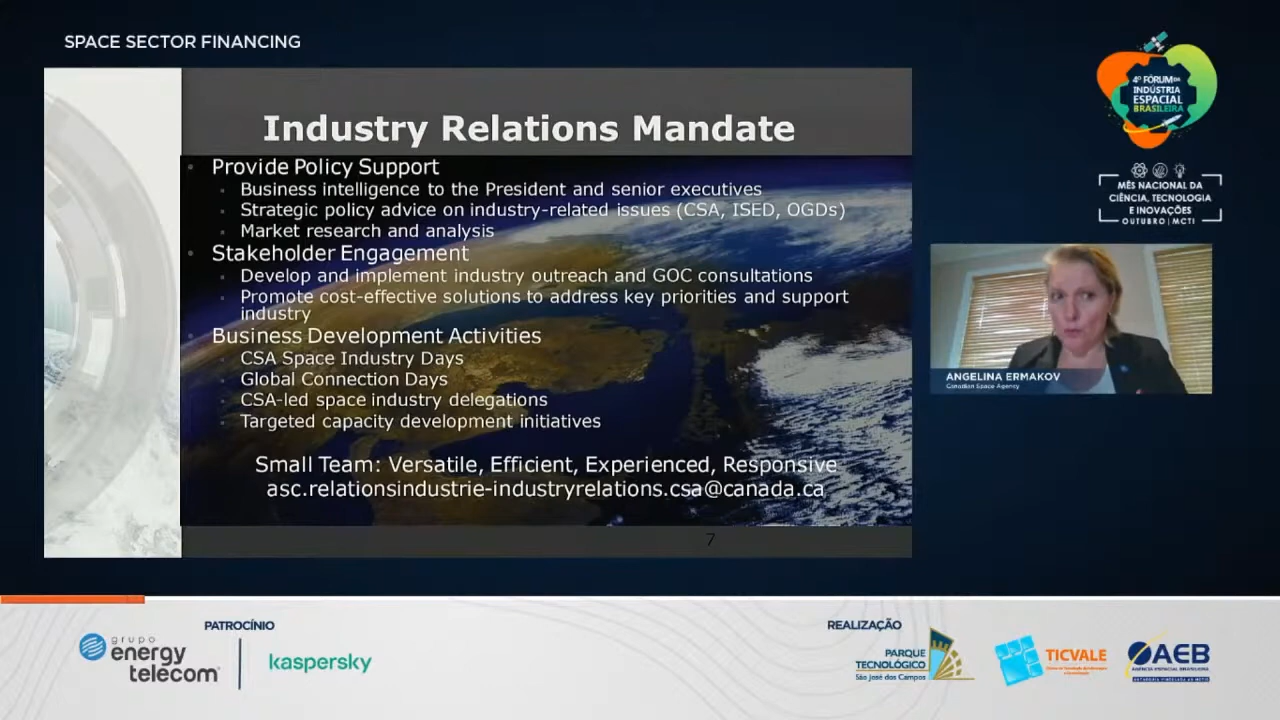 SPACE SECTOR FINANCING
Industry Relations Mandate
Provide Policy Support
Business intelligence to the President and senior executives
Strategic policy advice on industry-related issues (CSA, ISED, OGDs)
Market research and analysis
Stakeholder Engagement
Develop and implement industry outreach and GOC consultations
Promote cost-effective solutions to address key priorities and support
industry
Business Development Activities
CSA Space Industry Days
Global Connection Days
CSA-led space industry delegations
Targeted capacity development initiatives
Small Team: Versatile, Efficient, Experienced, Responsive
asc.relationsindustrie-industryrelations.csa@canada.ca
7
4º FÓRUM DA
INDÚSTRIA
ESPACIAL
BRASILEIRA
MÊS NACIONAL DA
CIÊNCIA, TECNOLOGIA
E INOVAÇÕES
OUTUBRO | MCTI
ANGELINA ERMAKOV
Canadian Space Agency
PATROCÍNIO
grupo
energy
telecom
kaspersky
REALIZAÇÃO
PARQUE
TECNOLÓGICO
São José dos Campos
TICVALE
AEB
AGÊNCIA ESPACIAL BRASILEIRA